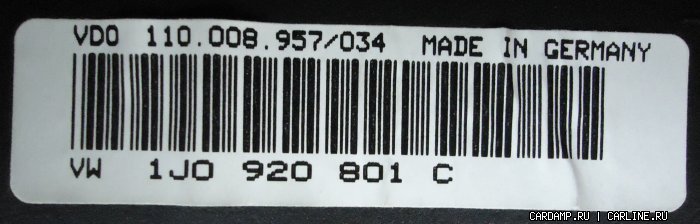 VDO 110.008.957/034 MADE IN GERMANY
VW 1J0 920 801 C
CARDAMP.RU | CARLINE.RU